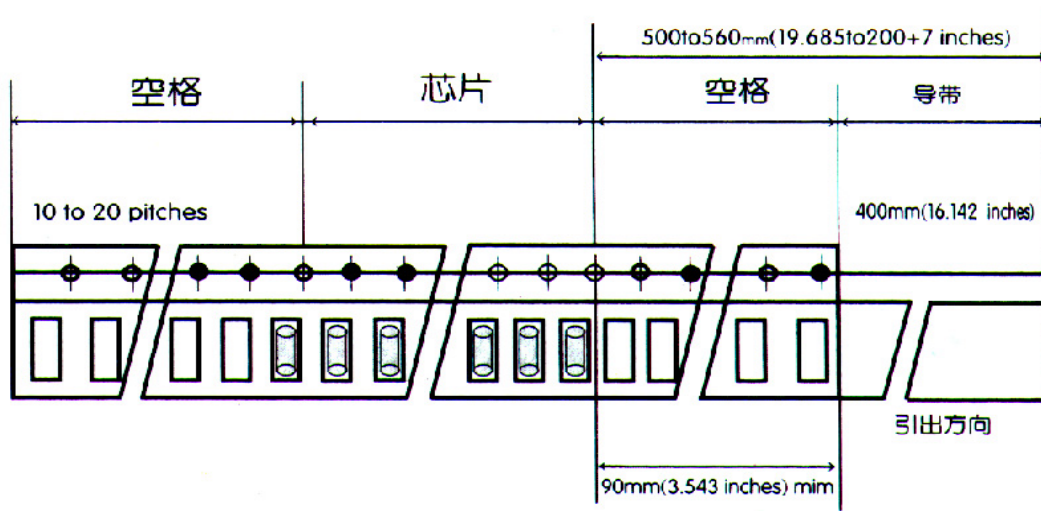 500to560mm(19.685to200+7 inches)
空格
芯片
空格
导带
10 to 20 pitches
400mm(16.142 inches)
引出方向
90mm(3.543 inches) mim